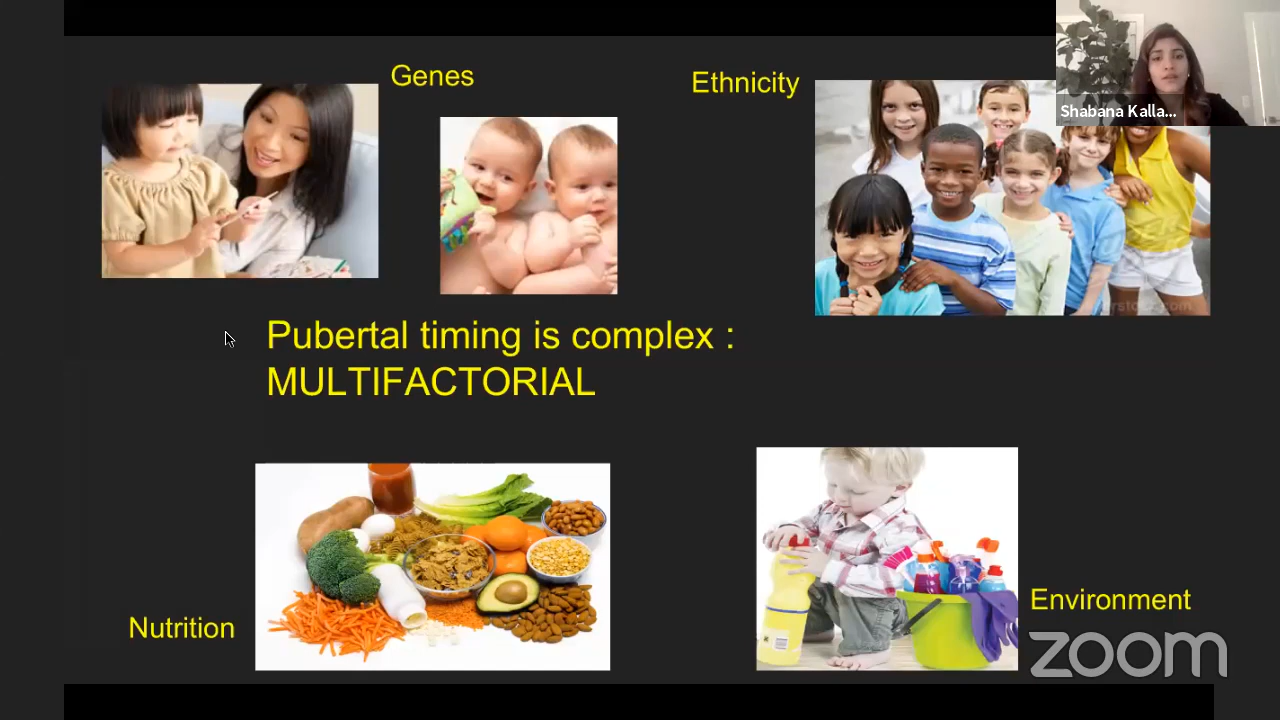 Genes
Ethnicity
Shabana Kalla...
Pubertal timing is complex :
MULTIFACTORIAL
Nutrition
Environment
zoom